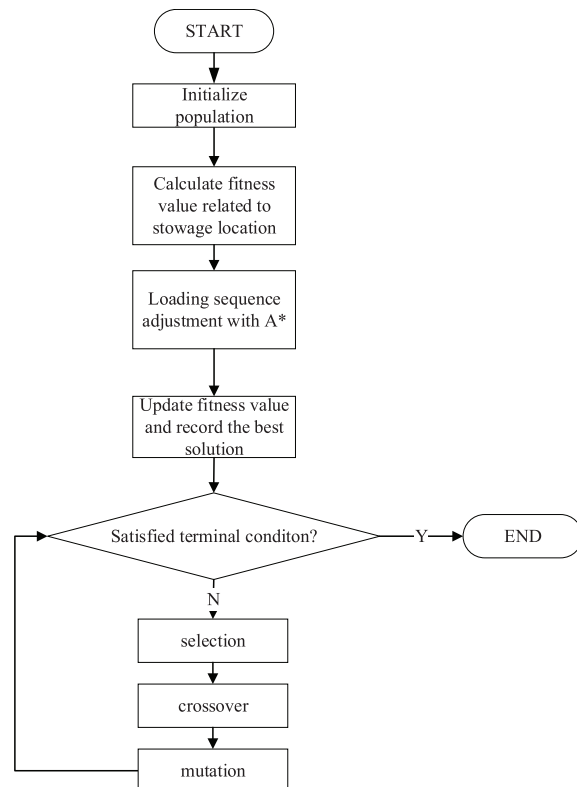 START
Initialize
population
Calculate fitness
value related to
stowage location
Loading sequence
adjustment with A*
Update fitness value
and record the best
solution
Satisfied terminal conditon?
Y
END
N
selection
crossover
mutation